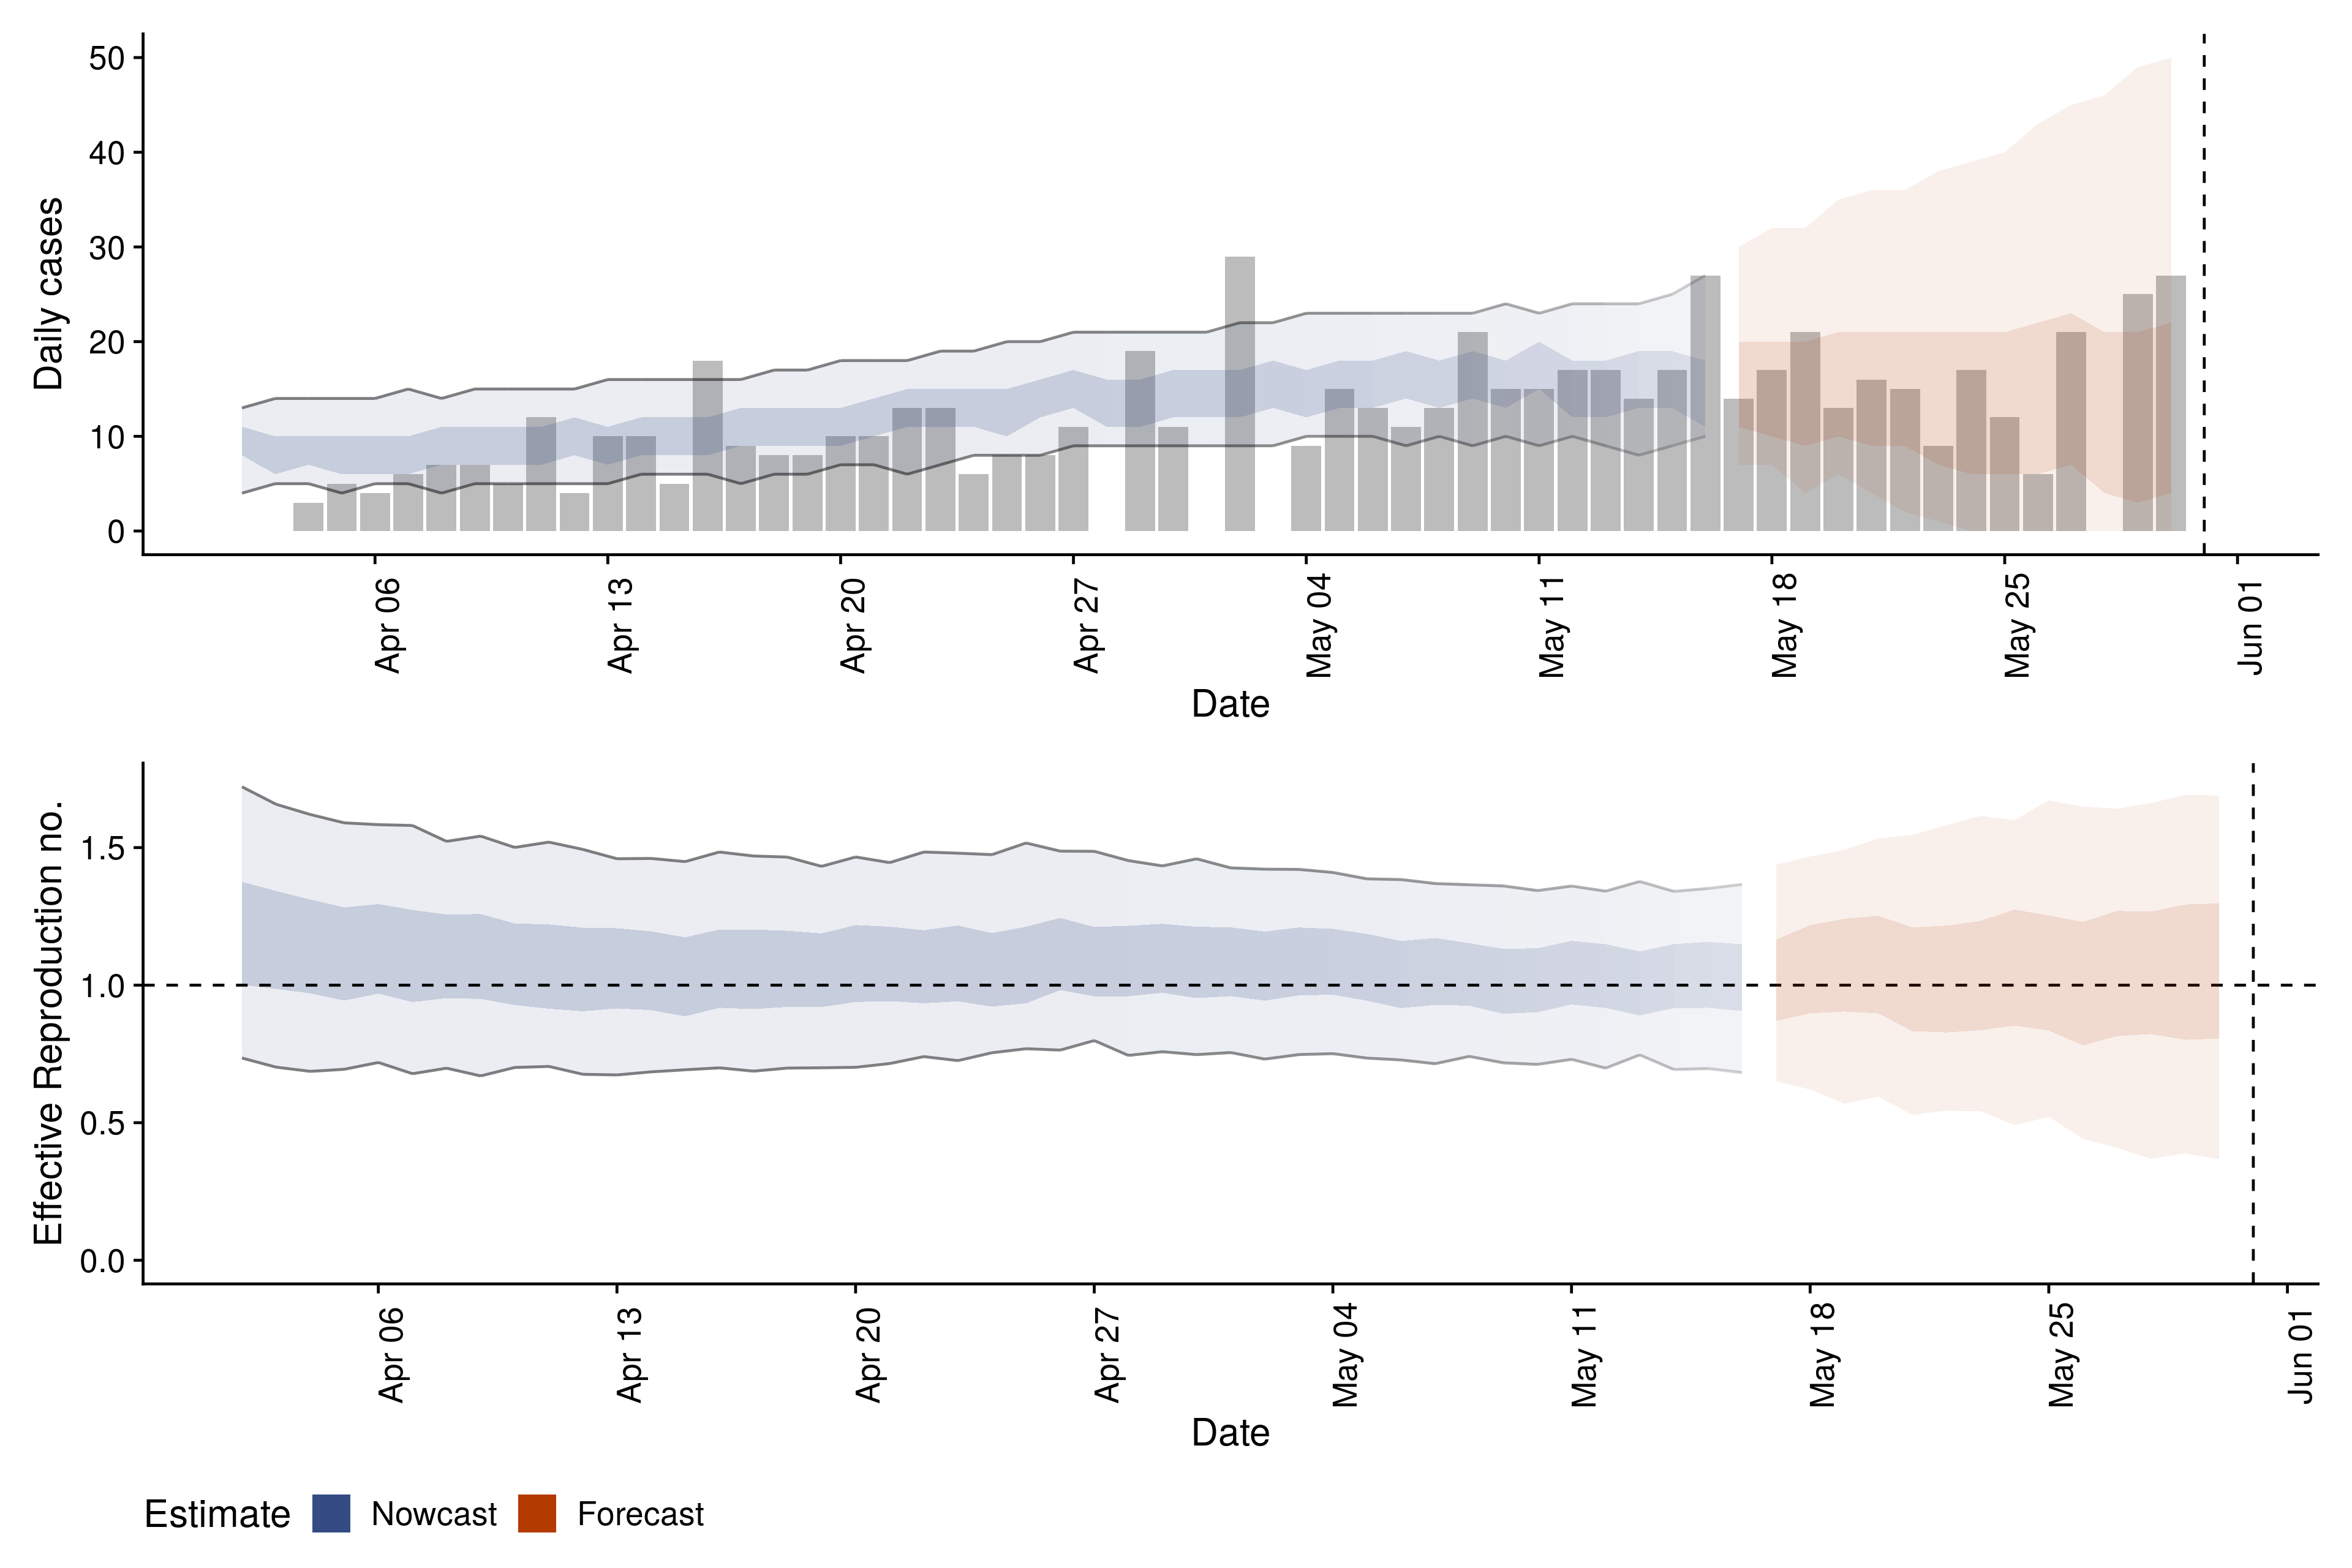 50
40
30
20
10
0
Daily cases
Apr 06
Apr 13
Apr 20
Apr 27
May 04
May 11
May 18
May 25
Jun 01
Date
1.5
1.0
0.5
0.0
Effective Reproduction no.
Apr 06
Apr 13
Apr 20
Apr 27
May 04
May 11
May 18
May 25
Jun 01
Date
Estimate Nowcast Forecast